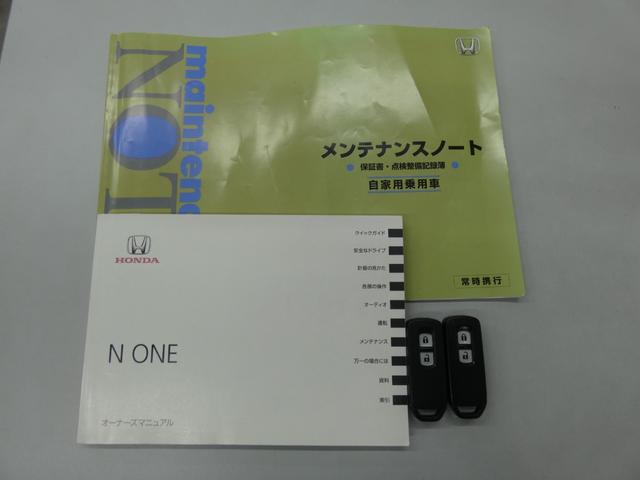 maintenance
NOT
メンテナンスノート
保証書・点検整備記録簿
自家用乗用車
常時携行
HONDA
N ONE
オーナーズマニュアル
クイックガイド
安全なドライブ
計器の見かた
各部の操作
オーディオ
運転
メンテナンス
万一の場合には
資料
索引